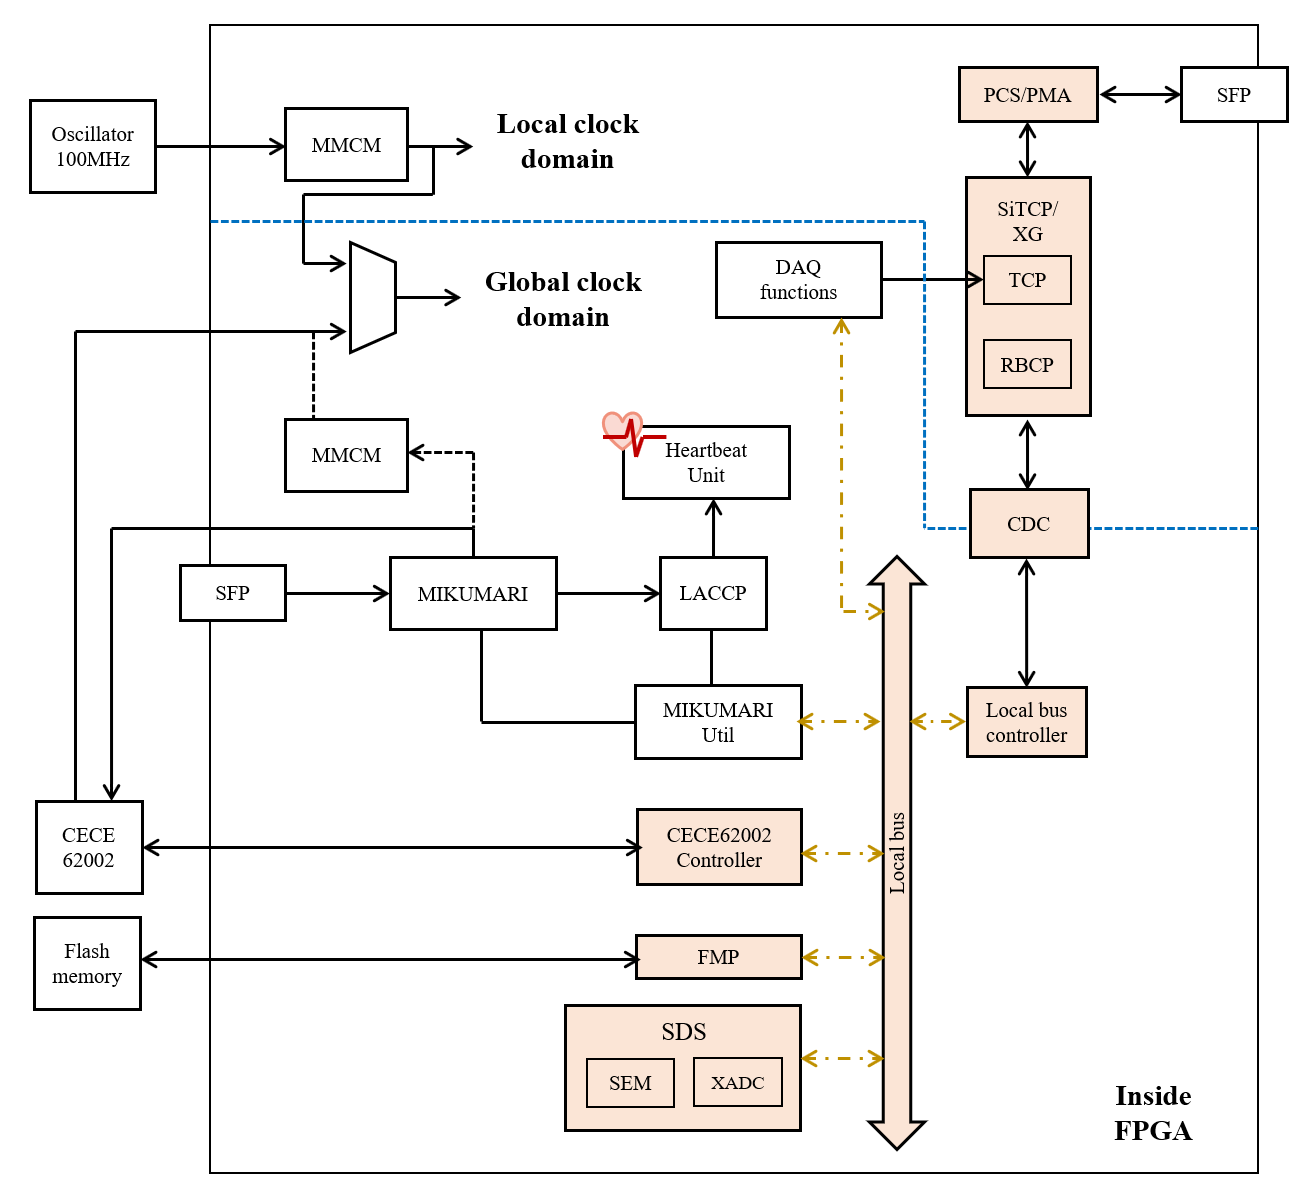 Oscillator
100MHz
MMCM
Local clock
domain
PCS/PMA
SFP
SiTCP/
XG
TCP
RBCP
DAQ
functions
Global clock
domain
MMCM
Heartbeat
Unit
CDC
SFP
MIKUMARI
LACCP
MIKUMARI
Util
Local bus
controller
CECE
62002
CECE62002
Controller
Local bus
Flash
memory
FMP
SDS
SEM
XADC
Inside
FPGA